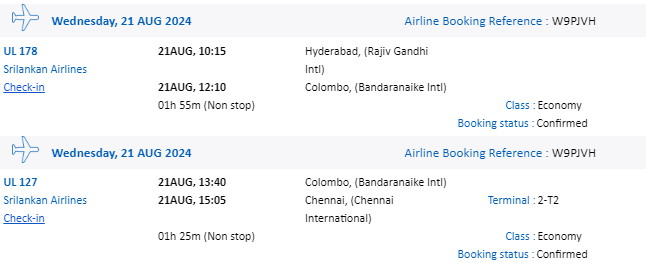 Wednesday, 21 AUG 2024 Airline Booking Reference : W9PJVH
UL 178 21AUG, 10:15 Hyderabad, (Rajiv Gandhi
Srilankan Airlines Intl)
Check-in 21AUG, 12:10 Colombo, (Bandaranaike Intl)
01h 55m (Non stop) Class : Economy
Booking status : Confirmed
Wednesday, 21 AUG 2024 Airline Booking Reference : W9PJVH
UL 127 21AUG, 13:40 Colombo, (Bandaranaike Intl)
Srilankan Airlines 21AUG, 15:05 Chennai, (Chennai Terminal : 2-T2
Check-in International)
01h 25m (Non stop) Class : Economy
Booking status : Confirmed